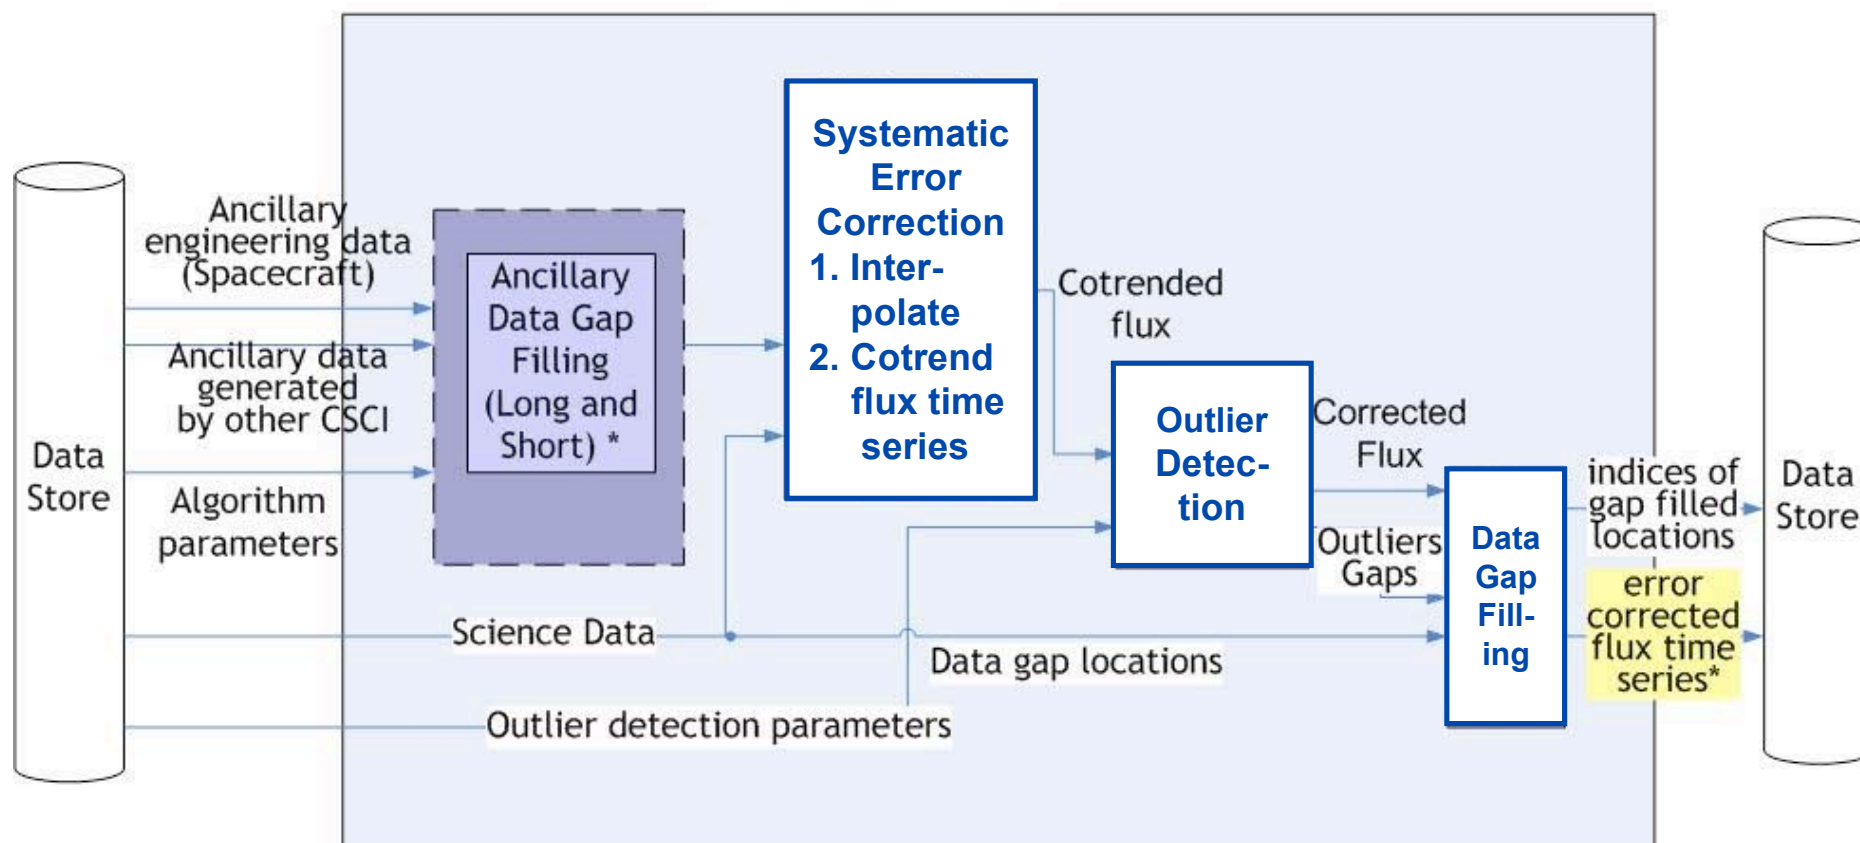 Data
Store
Ancillary
engineering data
(Spacecraft)
Ancillary data
generated
by other CSCI
Algorithm
parameters
Ancillary
Data Gap
Filling
(Long and
Short) *
Systematic
Error
Correction
1. Inter-
polate
2. Cotrend
flux time
series
Cotrended
flux
Outlier
Detec-
tion
Corrected
Flux
Outliers
Gaps
Science Data
Data gap locations
Outlier detection parameters
Data
Gap
Fill-
ing
indices of
gap filled
locations
error
corrected
flux time
series*
Data
Store